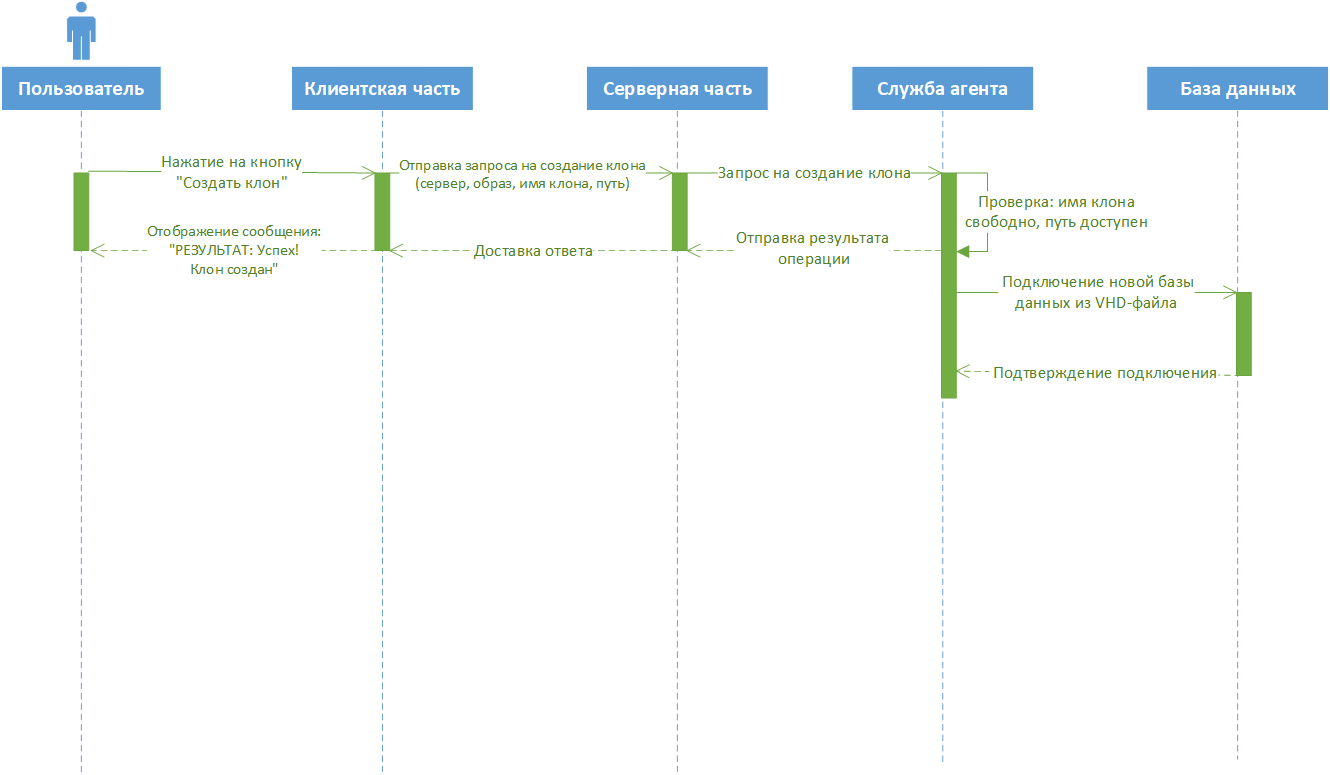 Пользователь
Клиентская часть
Серверная часть
Служба агента
База данных
Нажатие на кнопку
"Создать клон"
Отправка запроса на создание клона
(сервер, образ, имя клона, путь)
Запрос на создание клона
Проверка: имя клона
свободно, путь доступен
Отображение сообщения:
"РЕЗУЛЬТАТ: Успех!
Клон создан"
Доставка ответа
Отправка результата
операции
Подключение новой базы
данных из VHD-файла
Подтверждение подключения